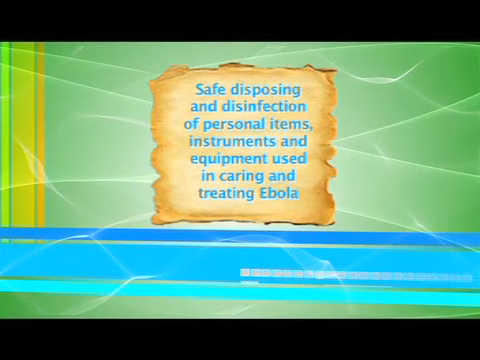 Safe disposing
and disinfection
of personal items,
instruments and
equipment used
in caring and
treating Ebola